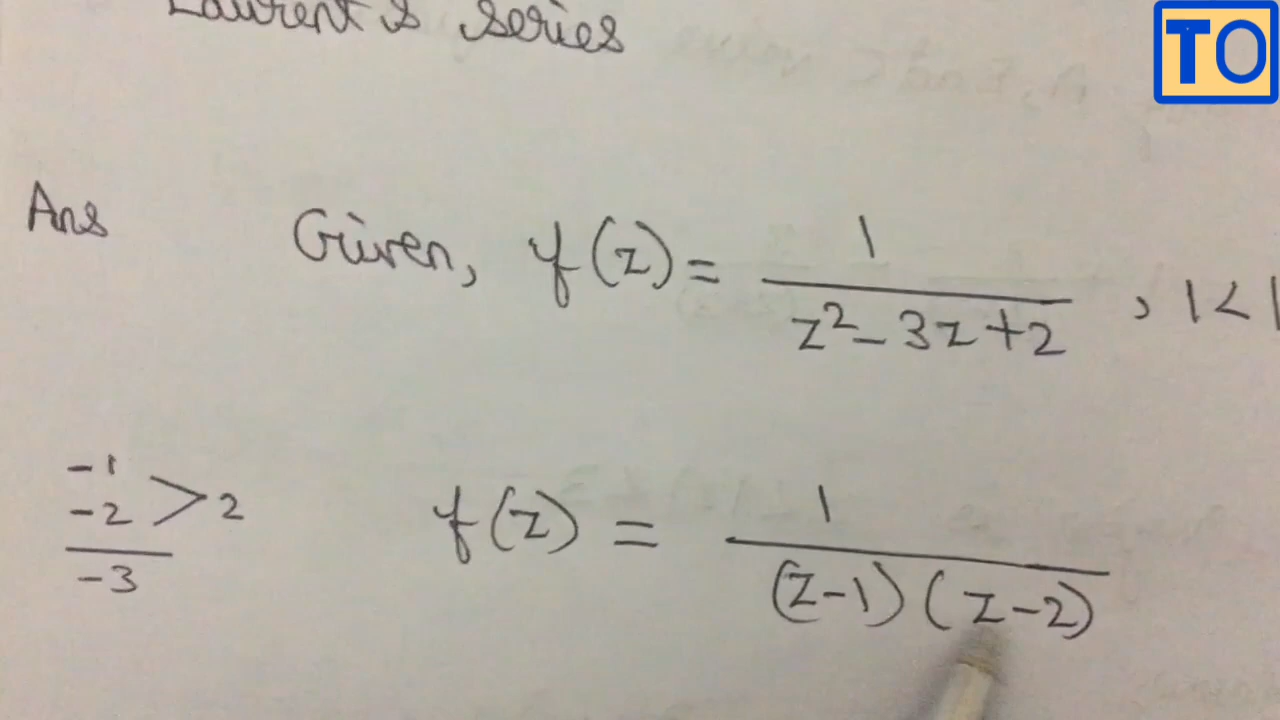 Laurent's series
TO
Ans Given, f(z) = 1 / (z² - 3z + 2) , 1 < |
-1
-2 > 2
-3
f(z) = 1 / ((z-1)(z-2))